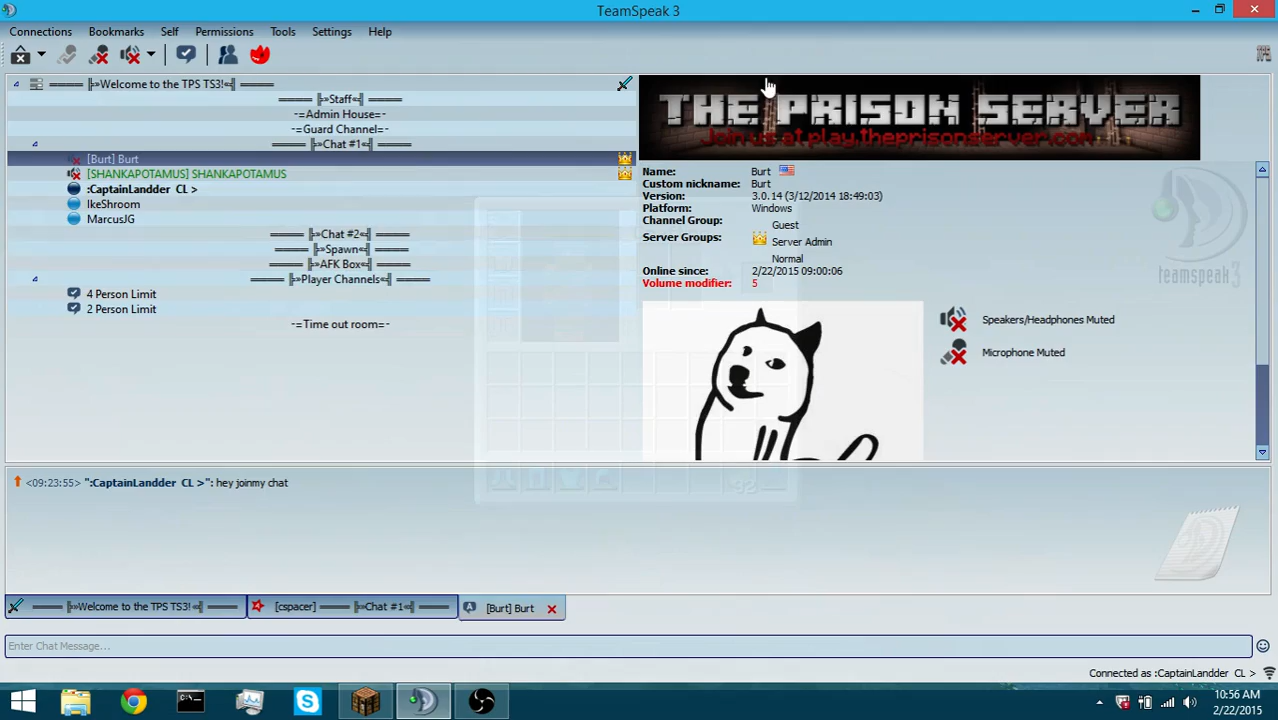 TeamSpeak 3
Connections Bookmarks Self Permissions Tools Settings Help
TPS
═════ ╠»Welcome to the TPS TS3!«╣ ═════
═════ ╠»Staff«╣ ═════
-=Admin House=-
-=Guard Channel=-
═════ ╠»Chat #1«╣ ═════
[Burt] Burt
[SHANKAPOTAMUS] SHANKAPOTAMUS
:CaptainLandder CL >
IkeShroom
MarcusJG
═════ ╠»Chat #2«╣ ═════
═════ ╠»Spawn«╣ ═════
═════ ╠»AFK Box«╣ ═════
═════ ╠»Player Channels«╣ ═════
4 Person Limit
2 Person Limit
-=Time out room=-
THE PRISON SERVER
Join us at play.theprisonserver.com
Name: Burt
Custom nickname: Burt
Version: 3.0.14 (3/12/2014 18:49:03)
Platform: Windows
Channel Group:
Guest
Server Groups: Server Admin
Normal
Online since: 2/22/2015 09:00:06
Volume modifier: 5
teamspeak 3
Speakers/Headphones Muted
Microphone Muted
32
<09:23:55> ":CaptainLandder CL >": hey joinmy chat
═════ ╠»Welcome to the TPS TS3!«╣ ═════ [cspacer] ═════ ╠»Chat #1«╣ ═════ [Burt] Burt
Enter Chat Message...
Connected as :CaptainLandder CL >
10:56 AM
2/22/2015